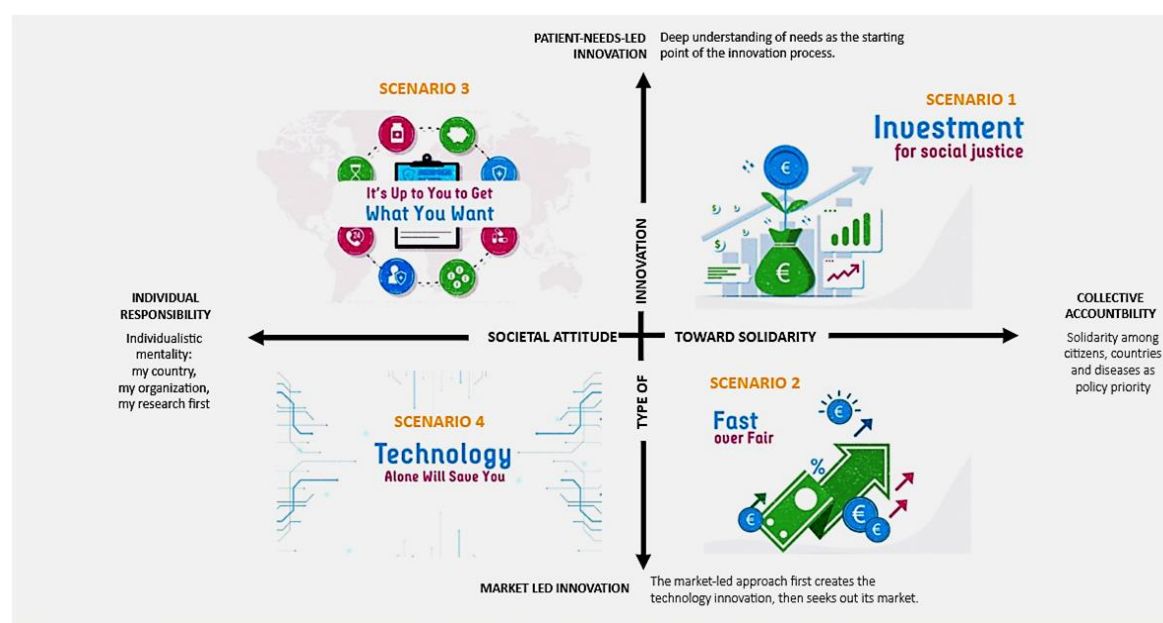 PATIENT-NEEDS-LED
INNOVATION
Deep understanding of needs as the starting
point of the innovation process.
SCENARIO 3
It's Up to You to Get
What You Want
24
SCENARIO 1
Investment
for social justice
€
$
$
€
INDIVIDUAL
RESPONSIBILITY
Individualistic
mentality:
my country,
my organization,
my research first
SOCIETAL ATTITUDE
TOWARD SOLIDARITY
TYPE OF
INNOVATION
COLLECTIVE
ACCOUNTBILITY
Solidarity among
citizens, countries
and diseases as
policy priority
SCENARIO 4
Technology
Alone Will Save You
SCENARIO 2
Fast
over Fair
€
%
€
€
€
MARKET LED INNOVATION
The market-led approach first creates the
technology innovation, then seeks out its market.